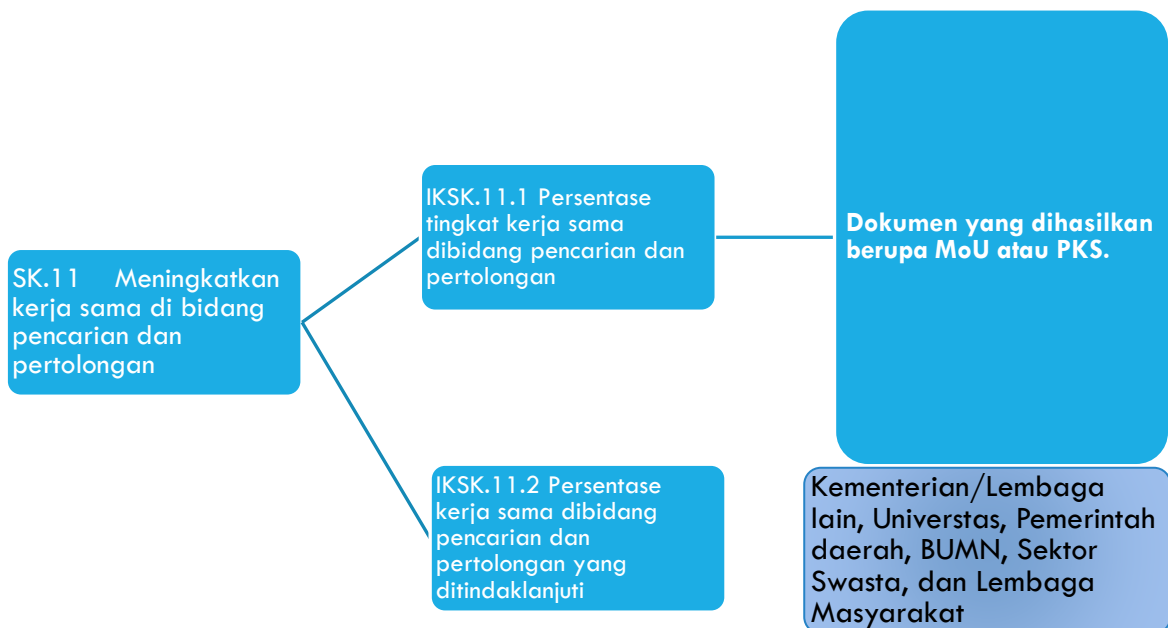 SK.11 Meningkatkan
kerja sama di bidang
pencarian dan
pertolongan
IKSK.11.1 Persentase
tingkat kerja sama
dibidang pencarian dan
pertolongan
Dokumen yang dihasilkan
berupa MoU atau PKS.
IKSK.11.2 Persentase
kerja sama dibidang
pencarian dan
pertolongan yang
ditindaklanjuti
Kementerian/Lembaga
lain, Universtas, Pemerintah
daerah, BUMN, Sektor
Swasta, dan Lembaga
Masyarakat